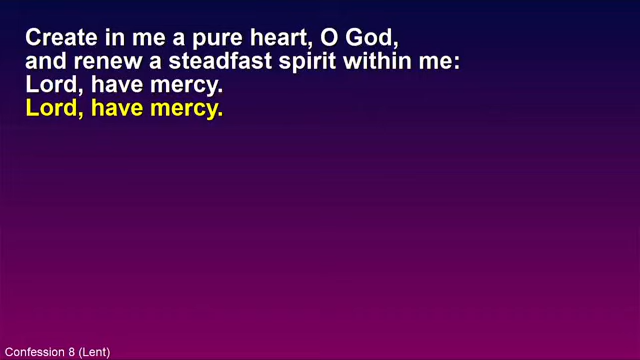 Create in me a pure heart, O God,
and renew a steadfast spirit within me:
Lord, have mercy.
Lord, have mercy.
Confession 8 (Lent)